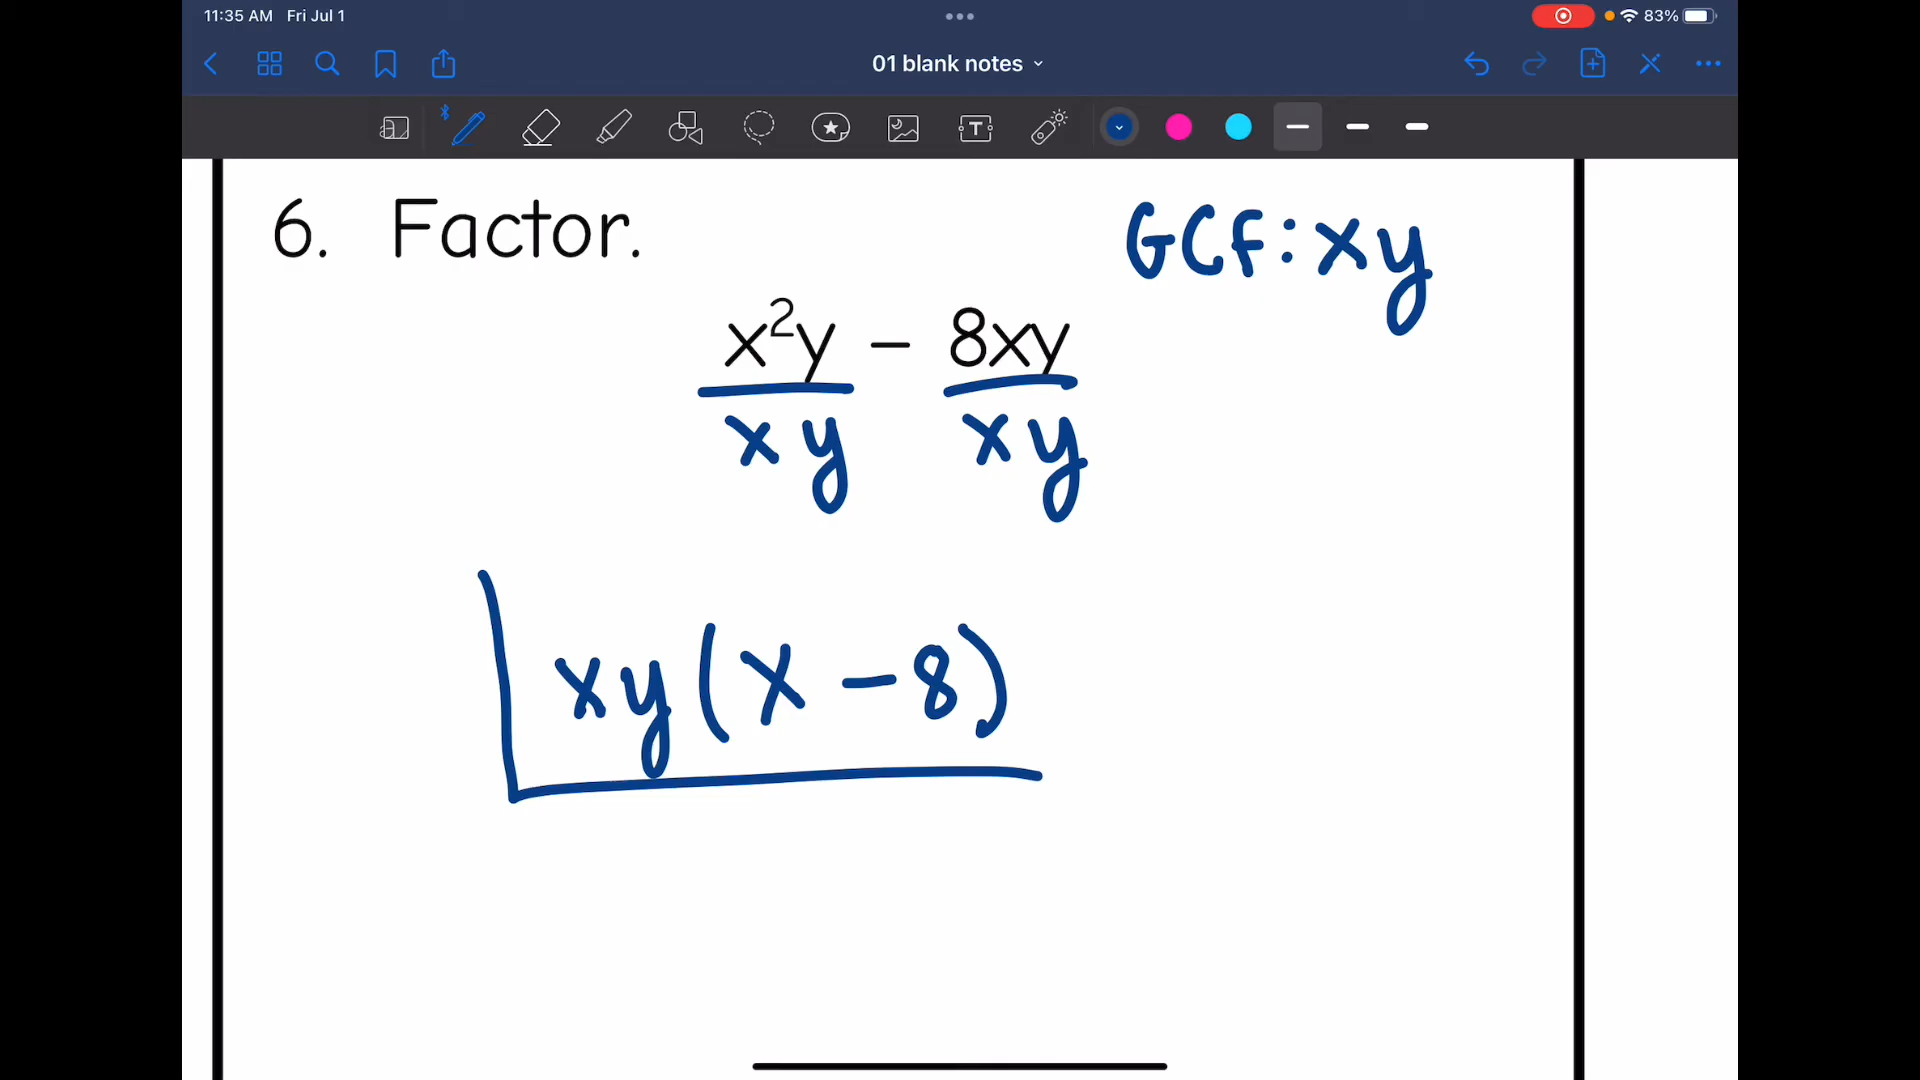 11:35 AM Fri Jul 1
83%
01 blank notes
6. Factor.
GCF: xy
x²y – 8xy
xy xy
xy(x – 8)